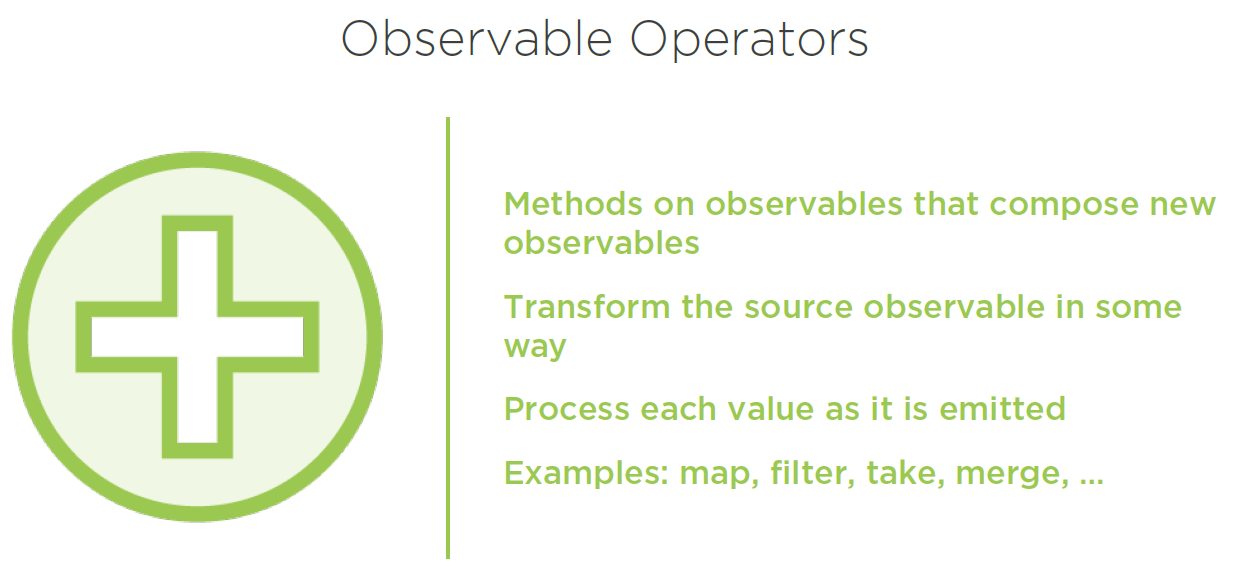 Observable Operators
Methods on observables that compose new
observables
Transform the source observable in some
way
Process each value as it is emitted
Examples: map, filter, take, merge, ...